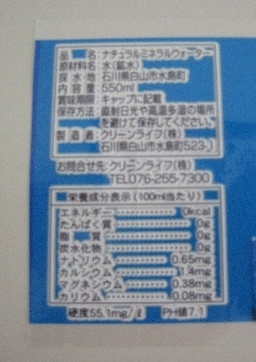 品名:ナチュラルミネラルウォーター
原材料名:水(鉱水)
採水地:石川県白山市水島町
内容量:550ml
賞味期限:キャップに記載
保存方法:直射日光や高温多湿の場所
を避けて保存してください。
製造者:クリーンライフ(株)
石川県白山市水島町523-1
お問合せ先:クリーンライフ(株)
TEL076-255-7300
栄養成分表示(100ml当たり)
エネルギー 0kcal
たんぱく質 0g
脂質 0g
炭水化物 0g
ナトリウム 0.65mg
カルシウム 1.4mg
マグネシウム 0.38mg
カリウム 0.08mg
硬度55.1mg/ℓ PH値7.1